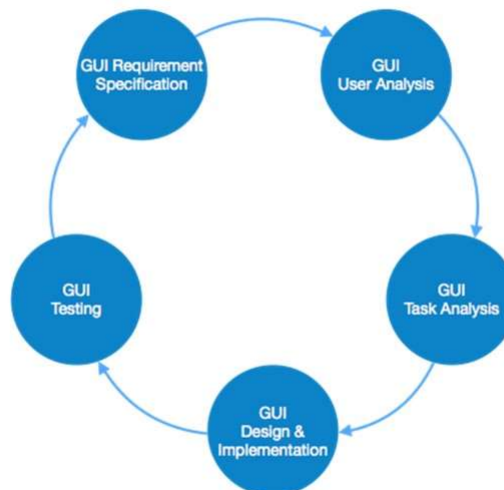 GUI Requirement
Specification
GUI
User Analysis
GUI
Task Analysis
GUI
Design &
Implementation
GUI
Testing